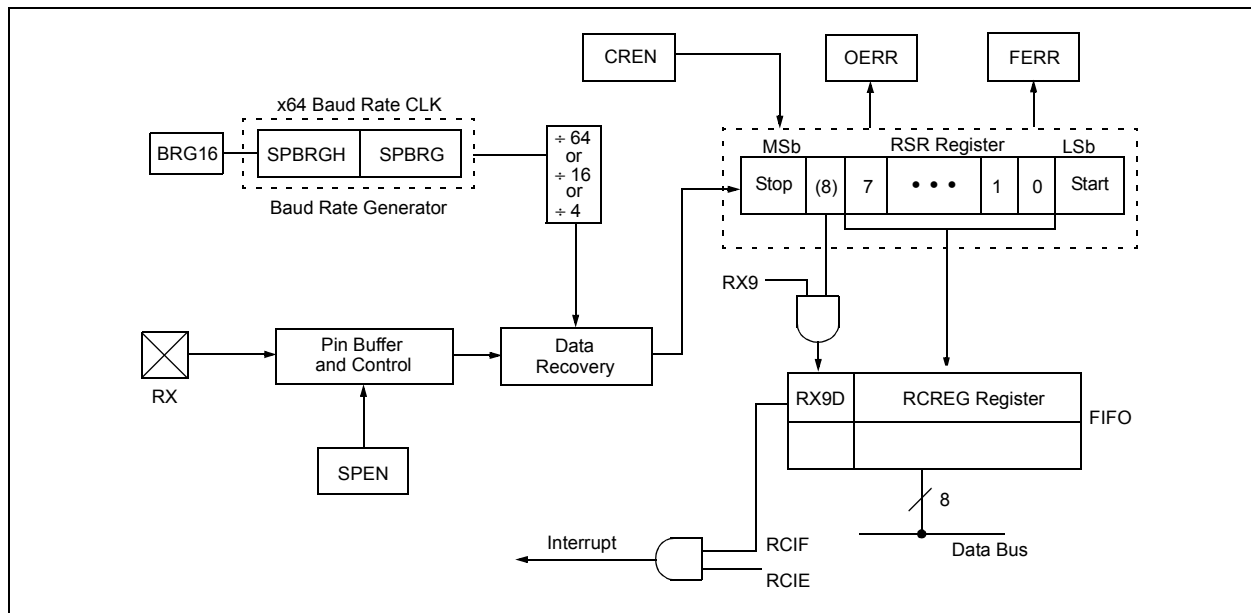 CREN
OERR
FERR
x64 Baud Rate CLK
BRG16
SPBRGH
SPBRG
Baud Rate Generator
÷ 64
or
÷ 16
or
÷ 4
MSb
RSR Register
LSb
Stop
(8)
7
• • •
1
0
Start
RX9
RX
Pin Buffer
and Control
Data
Recovery
SPEN
RX9D
RCREG Register
FIFO
8
Data Bus
Interrupt
RCIF
RCIE